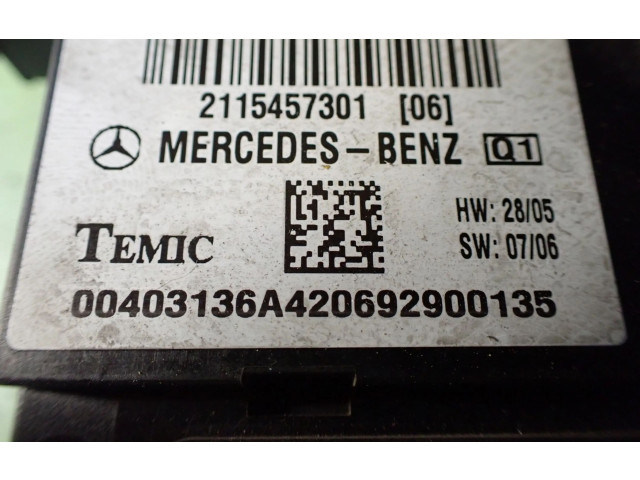 2115457301 [06]
MERCEDES-BENZ Q1
HW: 28/05
TEMIC SW: 07/06
00403136A420692900135